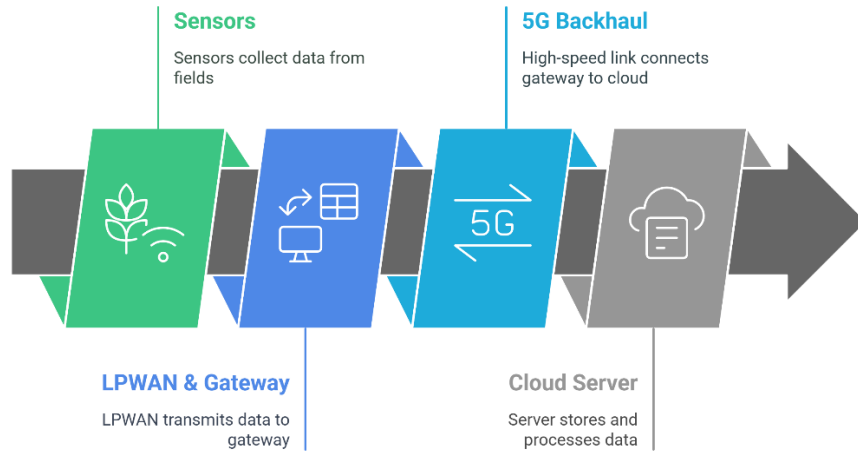 Sensors
Sensors collect data from
fields
5G Backhaul
High-speed link connects
gateway to cloud
5G
LPWAN & Gateway
LPWAN transmits data to
gateway
Cloud Server
Server stores and
processes data